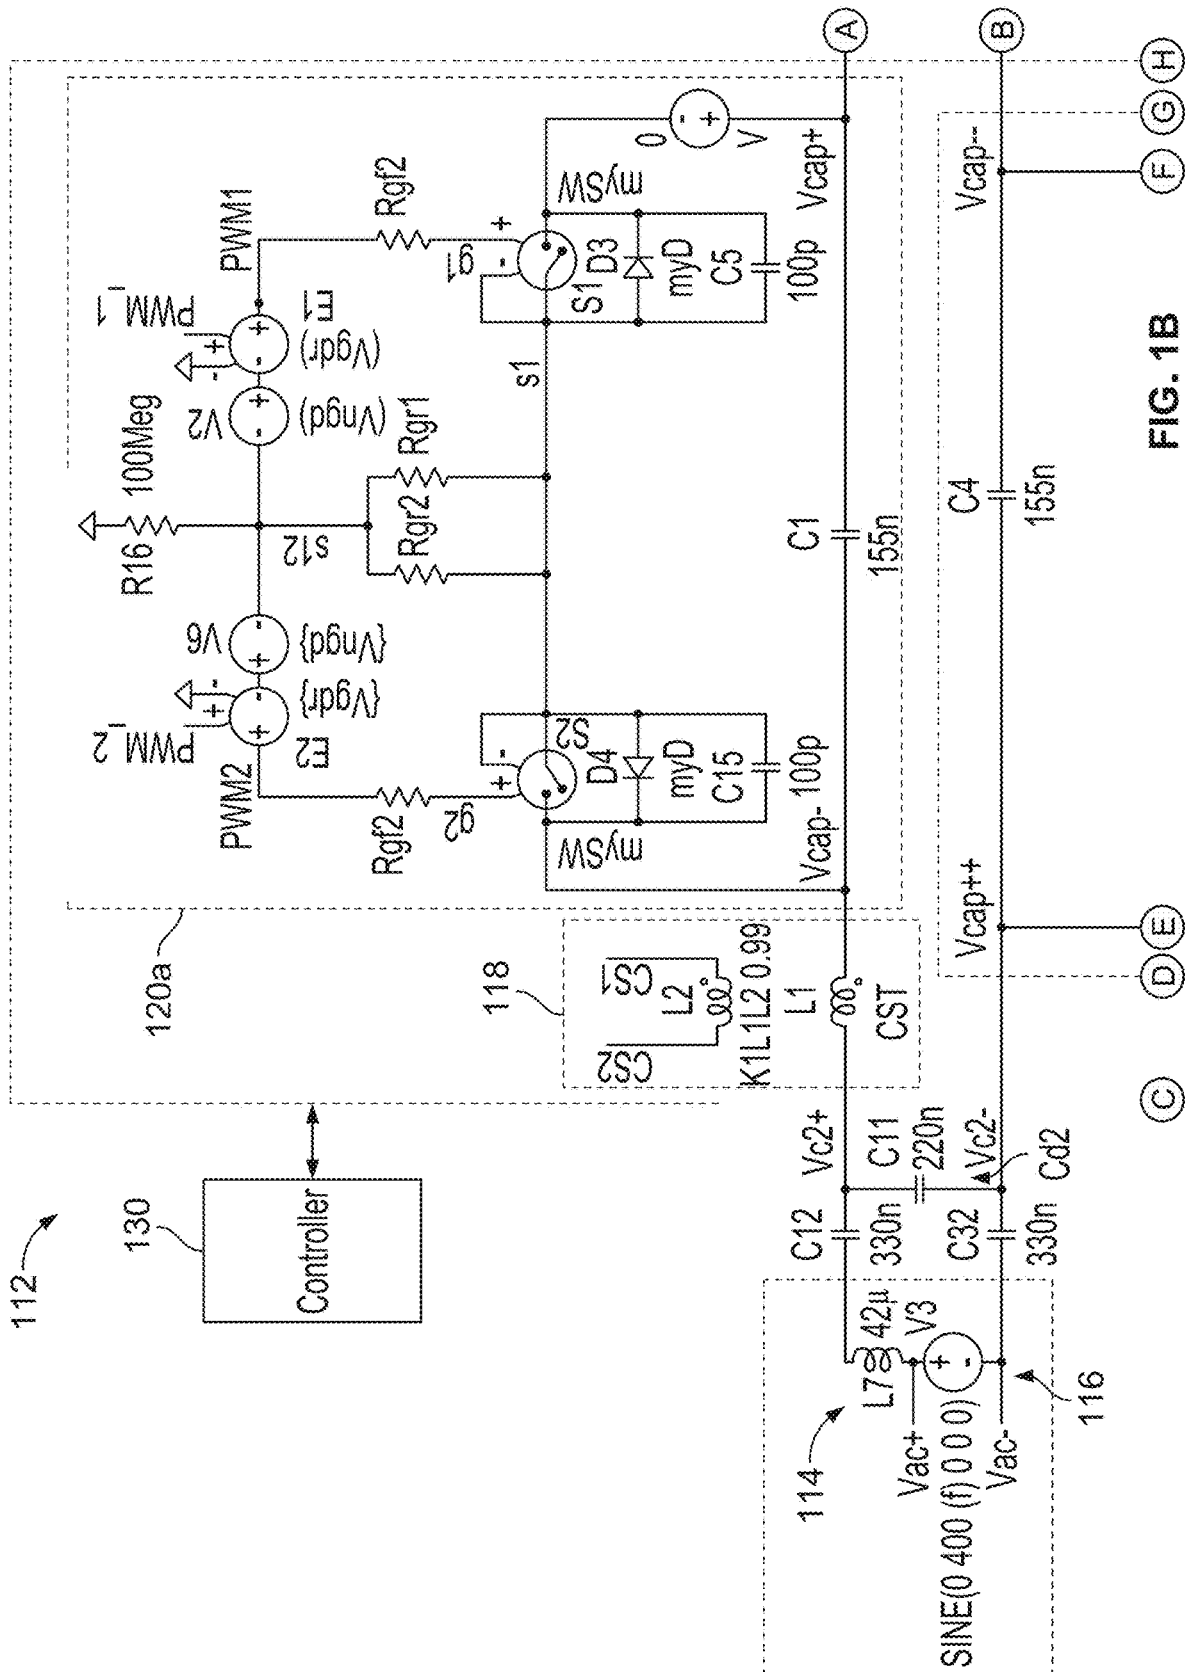 112
130
Controller
120a
118
CS1
CS2
L2
K1L1L2 0.99
L1
CST
PWM1
PWM_1
E1
(Vgdr)
+
-
+
-
V2
(Vngd)
+
-
100Meg
R16
s12
Rgr1
Rgr2
V6
{Vngd}
-
+
{Vgdr}
-
+
-
+
E2
PWM_2
PWM2
Rgf2
g2
+
-
S2
mySW
D4
myD
C15
100p
Vcap-
Rgf2
g1
+
-
mySW
S1
D3
myD
C5
100p
s1
0
-
+
V
Vcap+
C1
155n
A
B
Vcap--
C4
155n
Vcap++
H
G
F
E
D
C
Vc2+
C11
220n
Vc2-
Cd2
C12
330n
C32
330n
42µ
L7
V3
+
-
114
116
Vac+
SINE(0 400 (f) 0 0 0)
Vac-
FIG. 1B